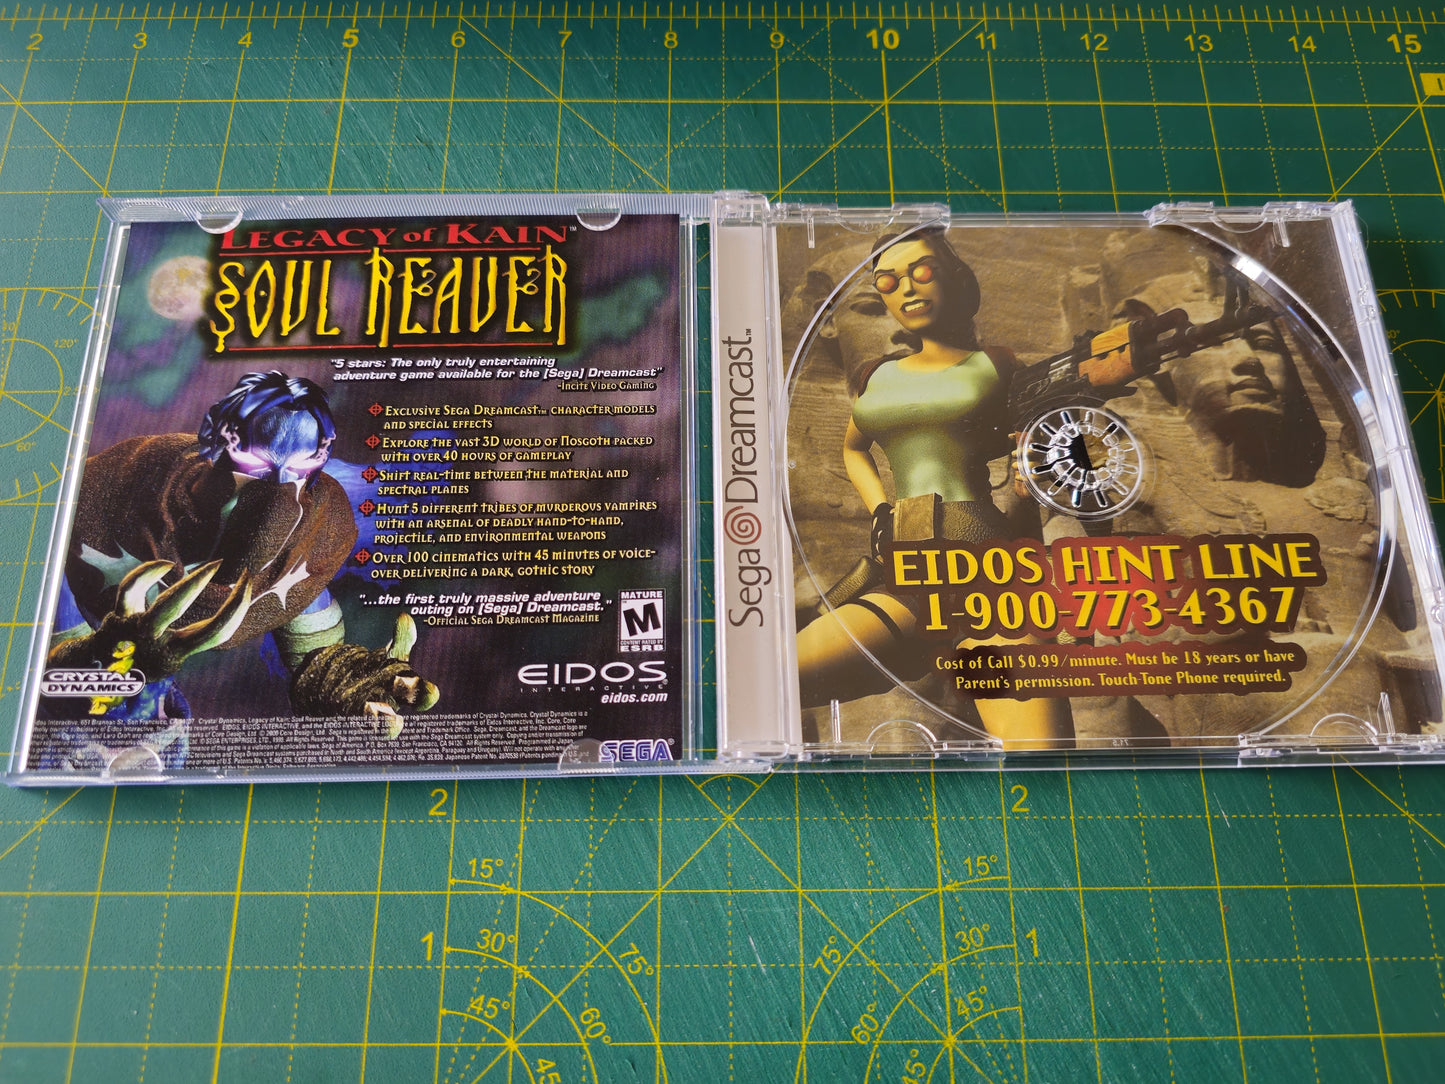 2 3 4 5 6 7 8 9 10 11 12 13 14 15
LEGACY of KAIN™
SOUL REAVER
"5 stars: The only truly entertaining
adventure game available for the [Sega] Dreamcast"
-Incite Video Gaming
Exclusive Sega Dreamcast™ character models
and special effects
Explore the vast 3D world of Nosgoth packed
with over 40 hours of gameplay
Shift real-time between the material and
spectral planes
Hunt 5 different tribes of murderous vampires
with an arsenal of deadly hand-to-hand,
projectile, and environmental weapons
Over 100 cinematics with 45 minutes of voice-
over delivering a dark, gothic story
"...the first truly massive adventure
outing on [Sega] Dreamcast."
-Official Sega Dreamcast Magazine
MATURE
M
CONTENT RATED BY
ESRB
CRYSTAL
DYNAMICS
EIDOS
INTERACTIVE
eidos.com
SEGA
Sega Dreamcast™
EIDOS HINT LINE
1-900-773-4367
Cost of Call $0.99/minute. Must be 18 years or have
Parent's permission. Touch-Tone Phone required.
120°
60°
2 2
15° 15°
1 30° 75° 75° 30° 1
45° 60° 60° 45°
45° 45°